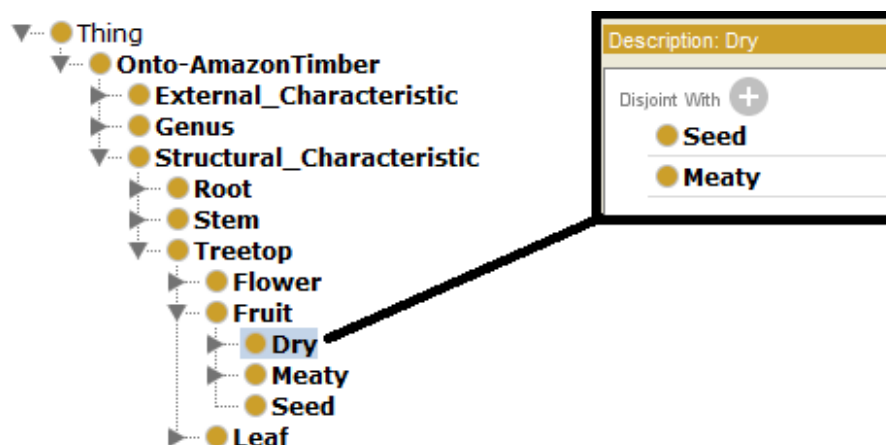 Thing
Onto-AmazonTimber
External_Characteristic
Genus
Structural_Characteristic
Root
Stem
Treetop
Flower
Fruit
Dry
Meaty
Seed
Leaf
Description: Dry
Disjoint With
Seed
Meaty